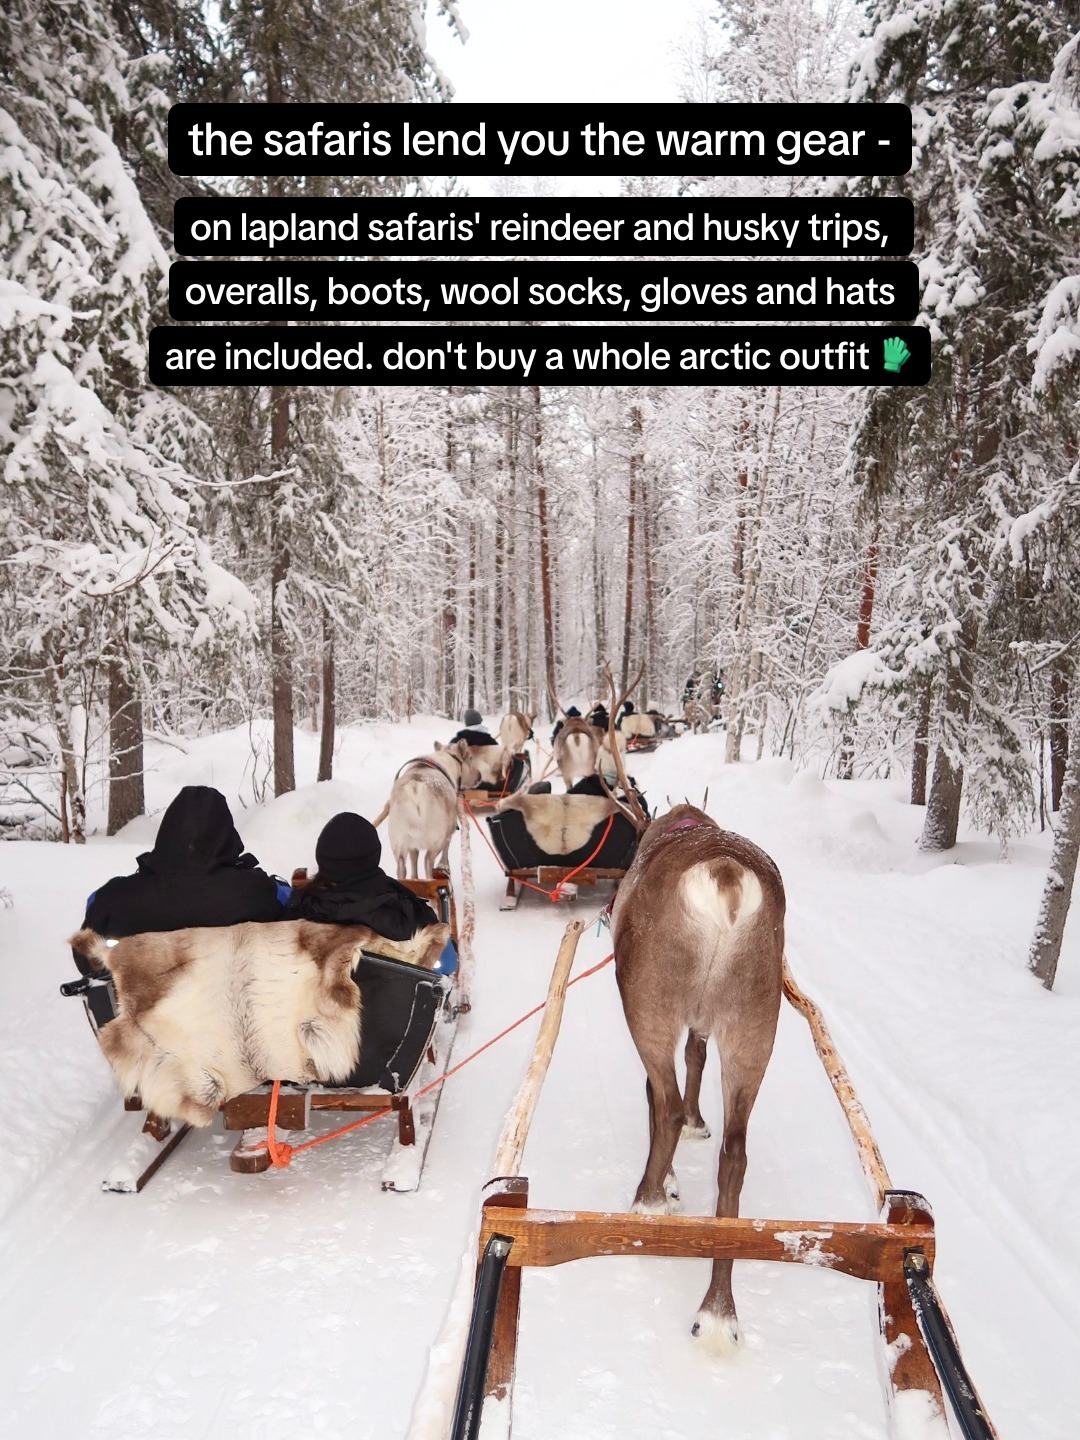 the safaris lend you the warm gear -
on lapland safaris' reindeer and husky trips,
overalls, boots, wool socks, gloves and hats
are included. don't buy a whole arctic outfit 🧤